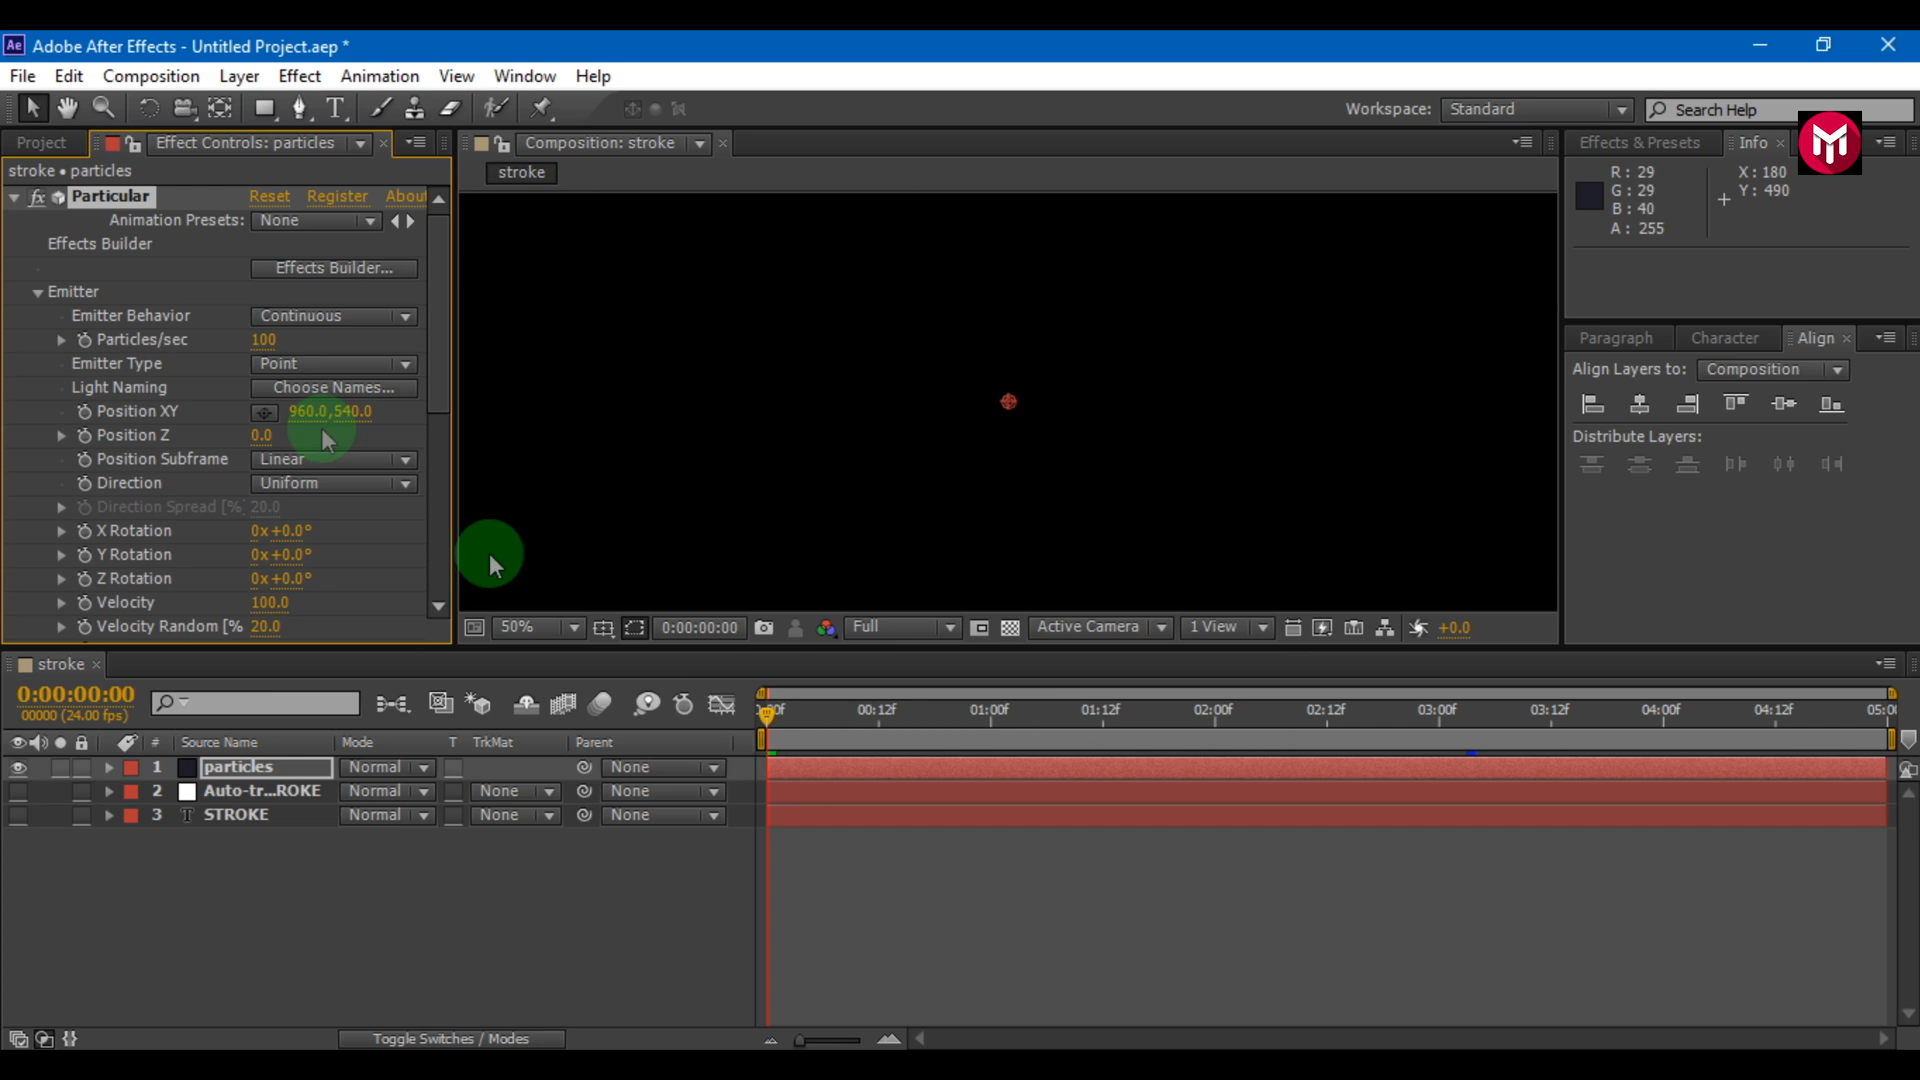 Adobe After Effects - Untitled Project.aep *
File Edit Composition Layer Effect Animation View Window Help
Workspace: Standard Search Help
Project Effect Controls: particles Composition: stroke Effects & Presets Info
stroke • particles
stroke
R: 29 X: 180
G: 29 Y: 490
B: 40
A: 255
fx Particular Reset Register About
Animation Presets: None
Effects Builder
Effects Builder...
Emitter
Emitter Behavior Continuous
Particles/sec 100
Emitter Type Point
Light Naming Choose Names...
Position XY 960.0,540.0
Position Z 0.0
Position Subframe Linear
Direction Uniform
Direction Spread [%] 20.0
X Rotation 0x+0.0°
Y Rotation 0x+0.0°
Z Rotation 0x+0.0°
Velocity 100.0
Velocity Random [% 20.0
Paragraph Character Align
Align Layers to: Composition
Distribute Layers:
50% 0:00:00:00 Full Active Camera 1 View +0.0
stroke
0:00:00:00
00000 (24.00 fps)
00:12f 01:00f 01:12f 02:00f 02:12f 03:00f 03:12f 04:00f 04:12f 05:00
# Source Name Mode T TrkMat Parent
1 particles Normal None
2 Auto-tr...ROKE Normal None None
3 T STROKE Normal None None
Toggle Switches / Modes